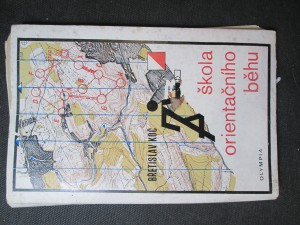 škola
orientačního
běhu
BŘETISLAV KOČ
OLYMPIA